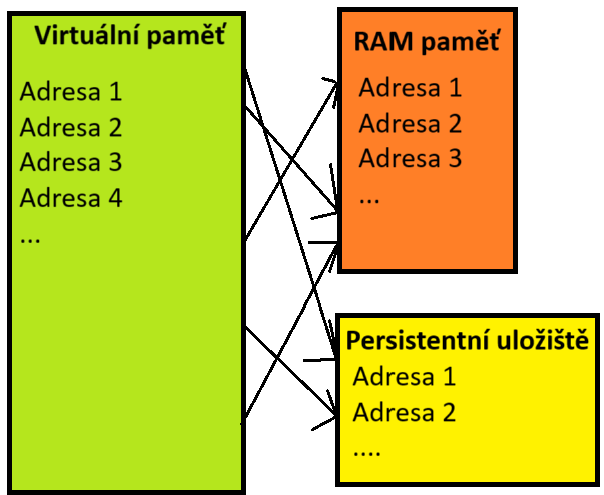 Virtuální paměť
Adresa 1
Adresa 2
Adresa 3
Adresa 4
...
RAM paměť
Adresa 1
Adresa 2
Adresa 3
...
Persistentní uložiště
Adresa 1
Adresa 2
....